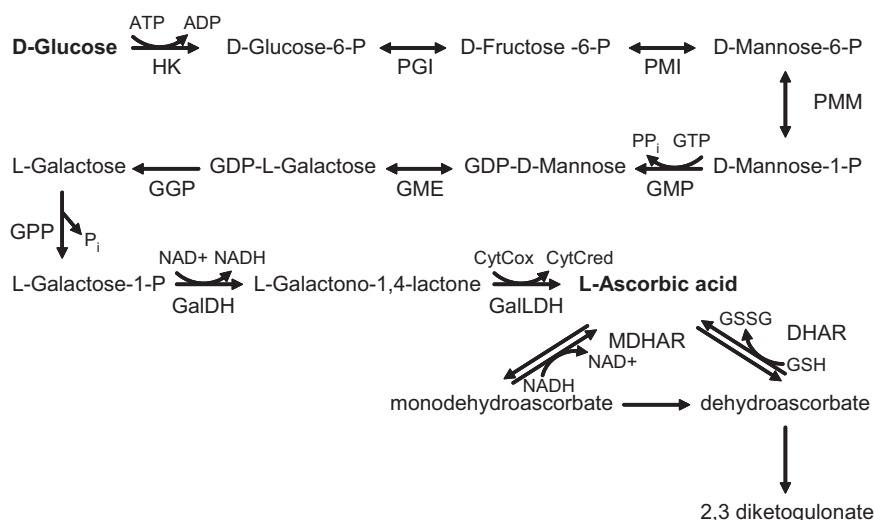 ATP ADP
D-Glucose D-Glucose-6-P D-Fructose -6-P D-Mannose-6-P
HK PGI PMI
PMM
PPi GTP
L-Galactose GDP-L-Galactose GDP-D-Mannose D-Mannose-1-P
GGP GME GMP
GPP Pi
NAD+ NADH CytCox CytCred
L-Galactose-1-P L-Galactono-1,4-lactone L-Ascorbic acid
GalDH GalLDH
GSSG DHAR
MDHAR
NAD+ GSH
NADH
monodehydroascorbate dehydroascorbate
2,3 diketogulonate